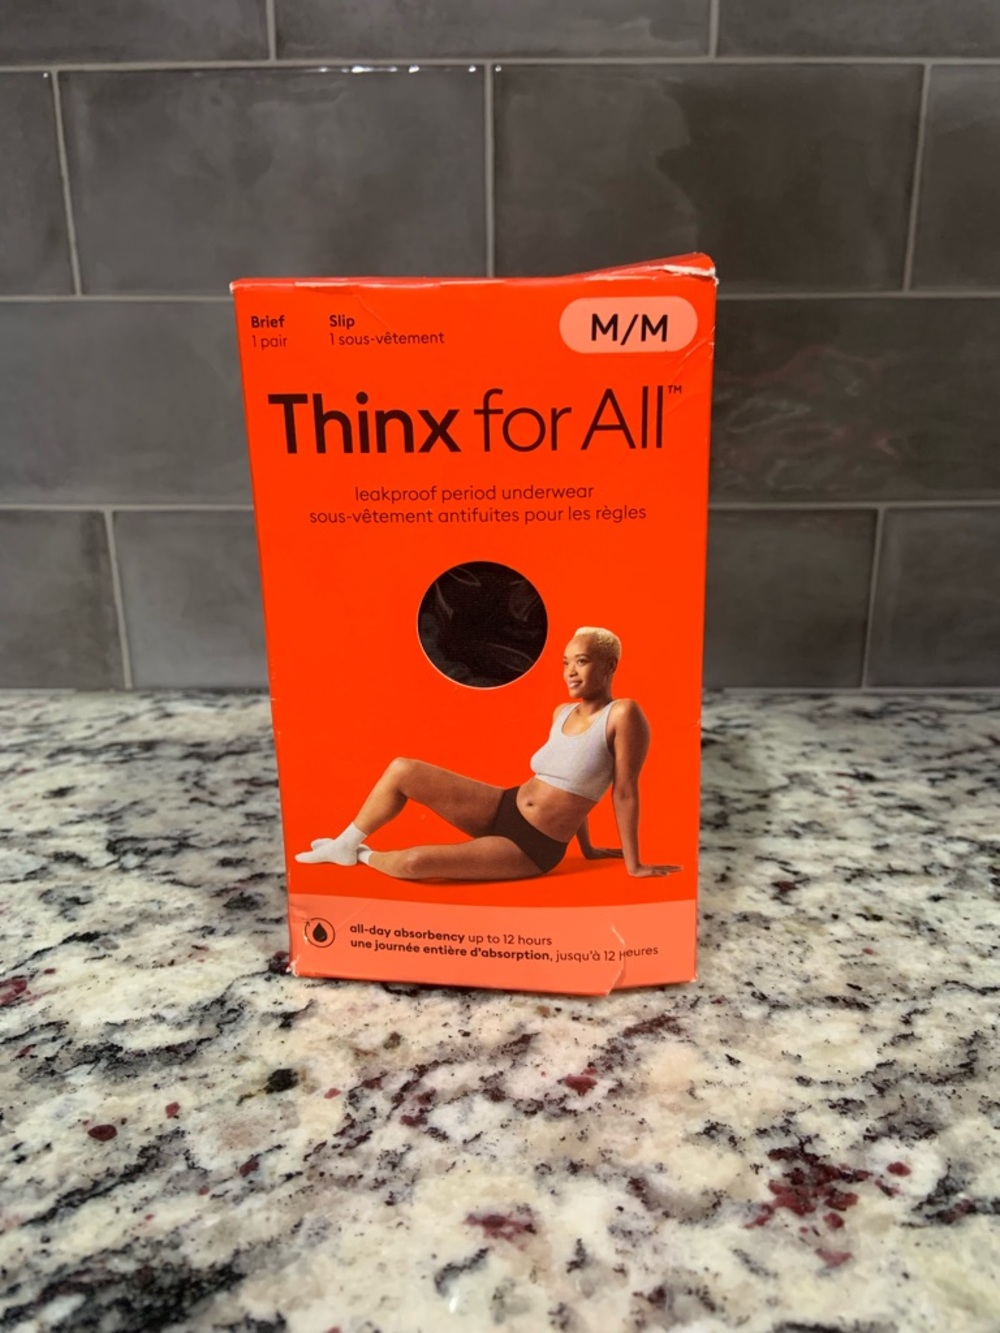 Brief
1 pair
Slip
1 sous-vêtement
M/M
Thinx for All™
leakproof period underwear
sous-vêtement antifuites pour les règles
all-day absorbency up to 12 hours
une journée entière d'absorption, jusqu'à 12 heures